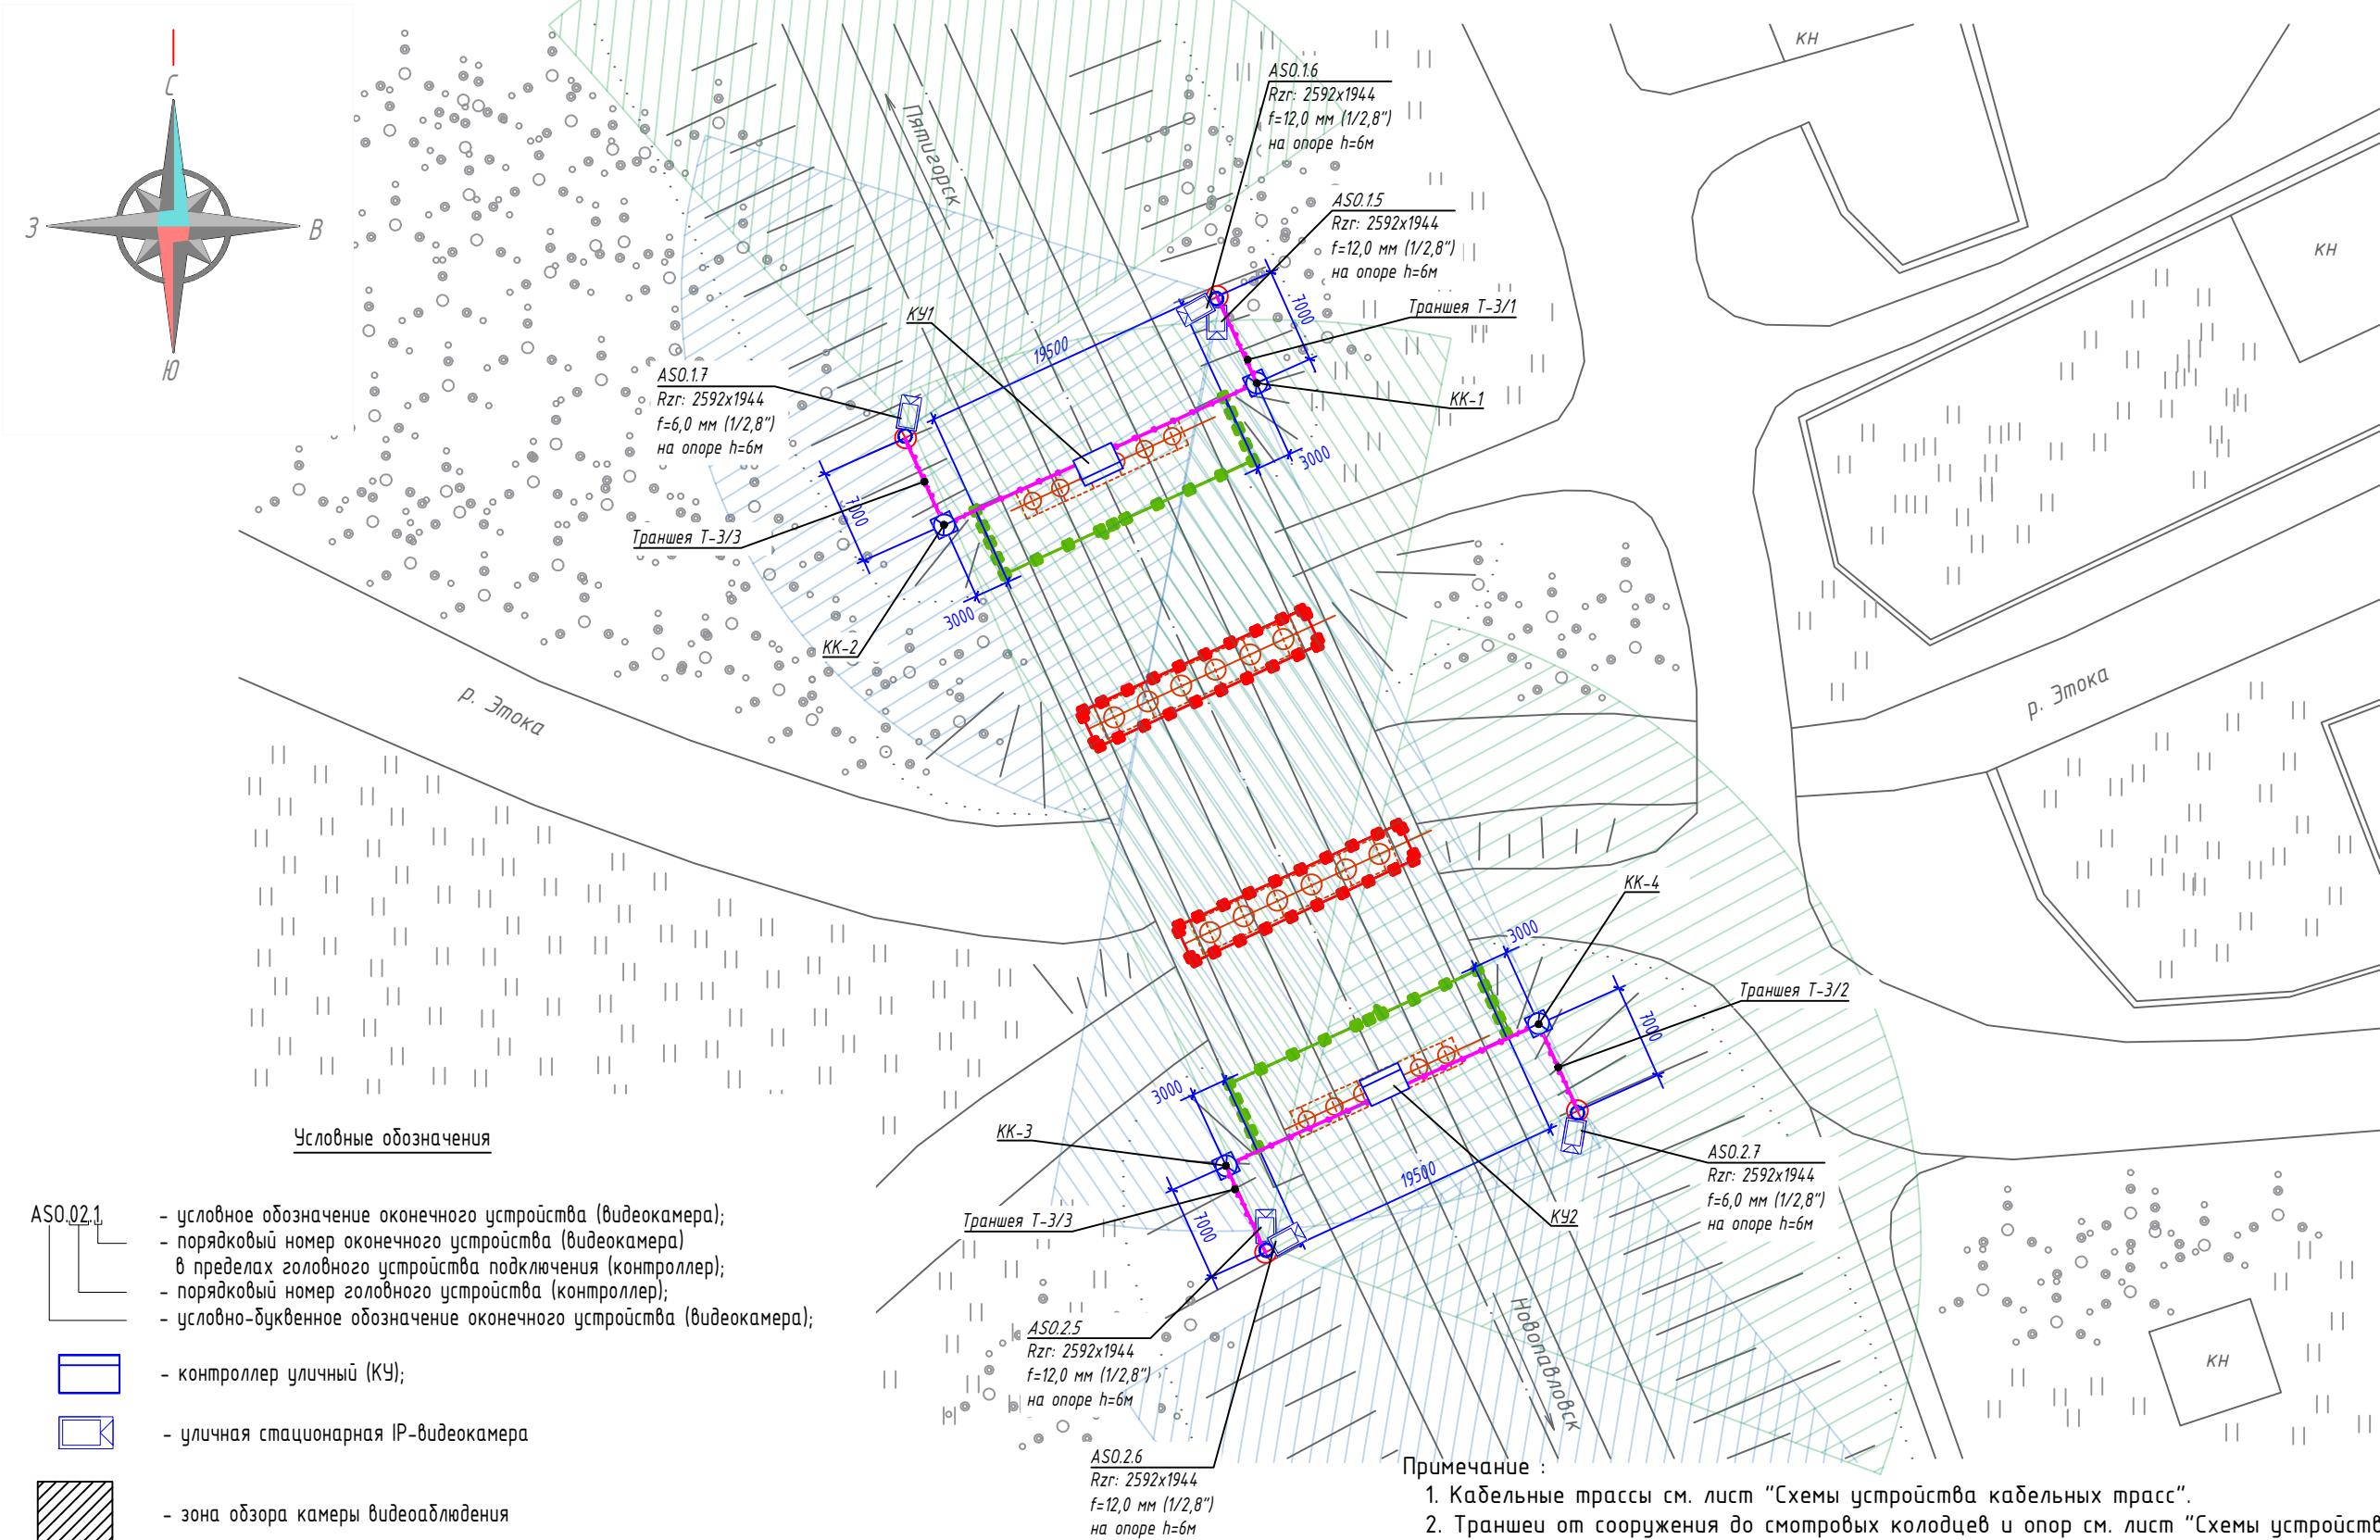 С
З
В
Ю
КН
КН
Пятигорск
ASO.1.6
Rzr: 2592x1944
f=12,0 мм (1/2,8")
на опоре h=6м
ASO.1.5
Rzr: 2592x1944
f=12,0 мм (1/2,8")
на опоре h=6м
Траншея Т-3/1
7000
КУ1
19500
ASO.1.7
Rzr: 2592x1944
f=6,0 мм (1/2,8")
на опоре h=6м
КК-1
3000
7000
Траншея Т-3/3
3000
КК-2
р. Этока
р. Этока
КК-4
3000
Траншея Т-3/2
7000
3000
КК-3
19500
ASO.2.7
Rzr: 2592x1944
f=6,0 мм (1/2,8")
на опоре h=6м
Траншея Т-3/3
7000
КУ2
ASO.2.5
Rzr: 2592x1944
f=12,0 мм (1/2,8")
на опоре h=6м
Новопавловск
КН
ASO.2.6
Rzr: 2592x1944
f=12,0 мм (1/2,8")
на опоре h=6м
Условные обозначения
ASO.02.1
- условное обозначение оконечного устройства (видеокамера);
- порядковый номер оконечного устройства (видеокамера)
в пределах головного устройства подключения (контроллер);
- порядковый номер головного устройства (контроллер);
- условно-буквенное обозначение оконечного устройства (видеокамера);
- контроллер уличный (КУ);
- уличная стационарная IP-видеокамера
- зона обзора камеры видеоаблюдения
Примечание :
1. Кабельные трассы см. лист "Схемы устройства кабельных трасс".
2. Траншеи от сооружения до смотровых колодцев и опор см. лист "Схемы устройст